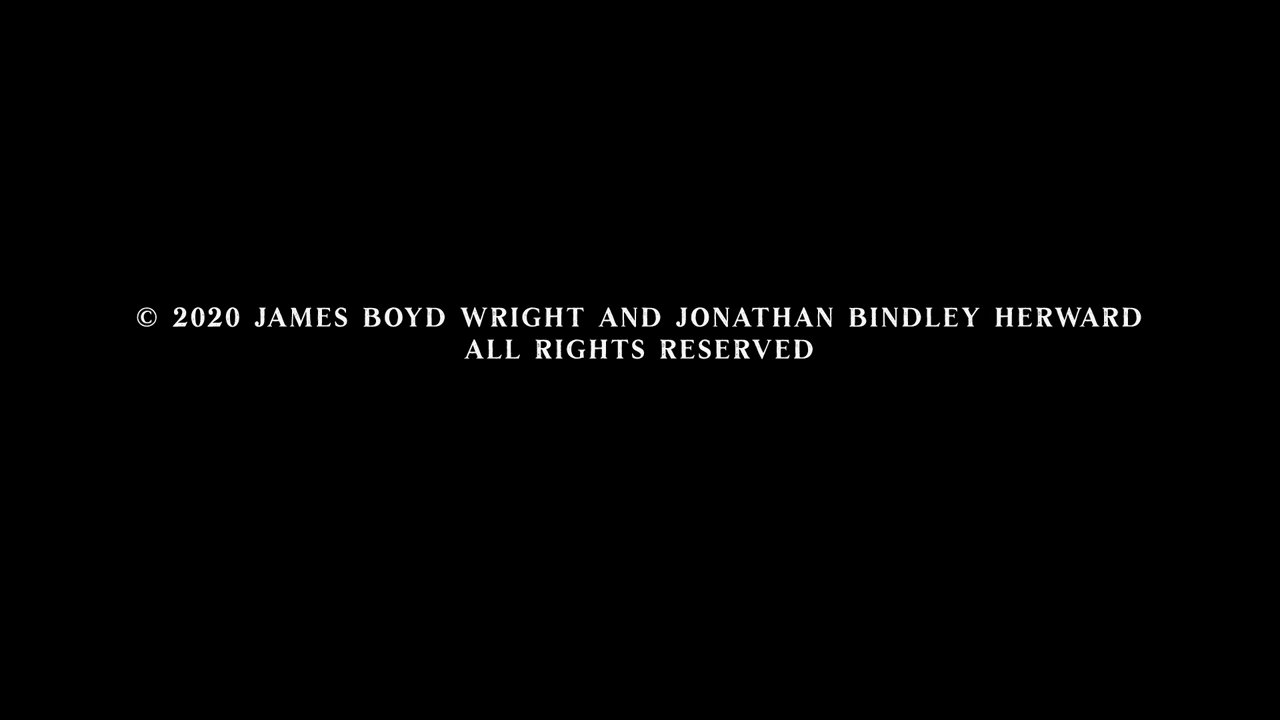 © 2020 JAMES BOYD WRIGHT AND JONATHAN BINDLEY HERWARD
ALL RIGHTS RESERVED